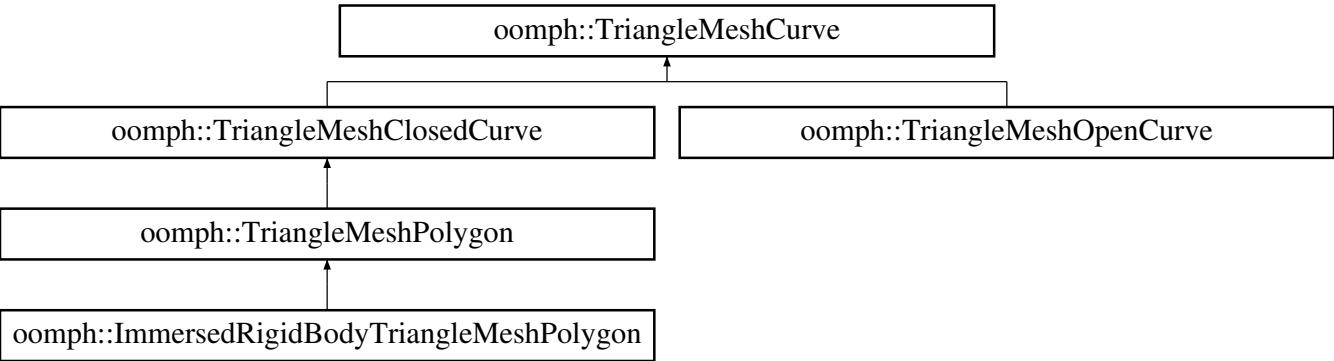 oomph::TriangleMeshCurve
oomph::TriangleMeshClosedCurve
oomph::TriangleMeshOpenCurve
oomph::TriangleMeshPolygon
oomph::ImmersedRigidBodyTriangleMeshPolygon